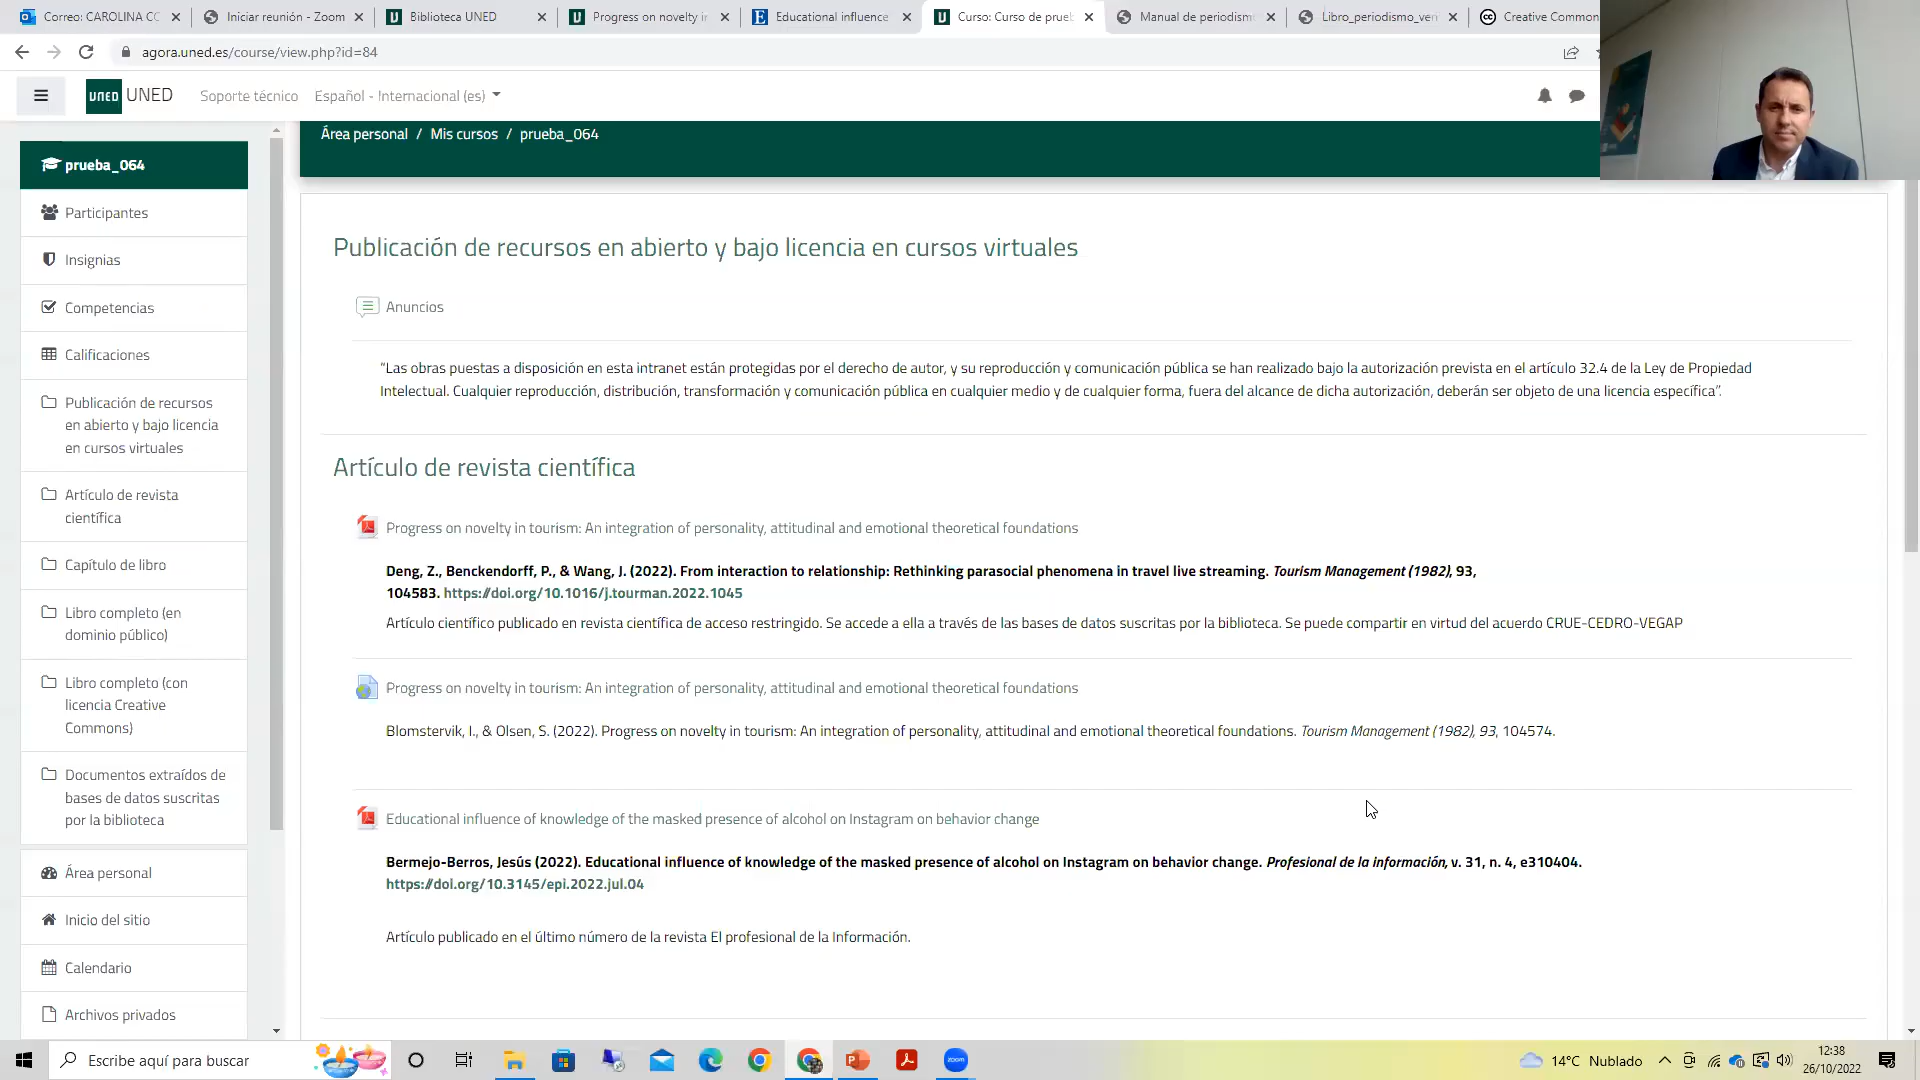 Correo: CAROLINA CO
Iniciar reunión - Zoom
Biblioteca UNED
Progress on novelty i
Educational influence
Curso: Curso de prueb
Manual de periodism
Libro_periodismo_ver
Creative Common
agora.uned.es/course/view.php?id=84
UNED
UNED
Soporte técnico
Español - Internacional (es)
Área personal / Mis cursos / prueba_064
prueba_064
Participantes
Insignias
Competencias
Calificaciones
Publicación de recursos
en abierto y bajo licencia
en cursos virtuales
Artículo de revista
científica
Capítulo de libro
Libro completo (en
dominio público)
Libro completo (con
licencia Creative
Commons)
Documentos extraídos de
bases de datos suscritas
por la biblioteca
Área personal
Inicio del sitio
Calendario
Archivos privados
Publicación de recursos en abierto y bajo licencia en cursos virtuales
Anuncios
“Las obras puestas a disposición en esta intranet están protegidas por el derecho de autor, y su reproducción y comunicación pública se han realizado bajo la autorización prevista en el artículo 32.4 de la Ley de Propiedad
Intelectual. Cualquier reproducción, distribución, transformación y comunicación pública en cualquier medio y de cualquier forma, fuera del alcance de dicha autorización, deberán ser objeto de una licencia específica”.
Artículo de revista científica
Progress on novelty in tourism: An integration of personality, attitudinal and emotional theoretical foundations
Deng, Z., Benckendorff, P., & Wang, J. (2022). From interaction to relationship: Rethinking parasocial phenomena in travel live streaming. Tourism Management (1982), 93,
104583. https://doi.org/10.1016/j.tourman.2022.1045
Artículo científico publicado en revista científica de acceso restringido. Se accede a ella a través de las bases de datos suscritas por la biblioteca. Se puede compartir en virtud del acuerdo CRUE-CEDRO-VEGAP
Progress on novelty in tourism: An integration of personality, attitudinal and emotional theoretical foundations
Blomstervik, I., & Olsen, S. (2022). Progress on novelty in tourism: An integration of personality, attitudinal and emotional theoretical foundations. Tourism Management (1982), 93, 104574.
Educational influence of knowledge of the masked presence of alcohol on Instagram on behavior change
Bermejo-Berros, Jesús (2022). Educational influence of knowledge of the masked presence of alcohol on Instagram on behavior change. Profesional de la información, v. 31, n. 4, e310404.
https://doi.org/10.3145/epi.2022.jul.04
Artículo publicado en el último número de la revista El profesional de la Información.
Escribe aquí para buscar
zoom
14°C Nublado
12:38
26/10/2022